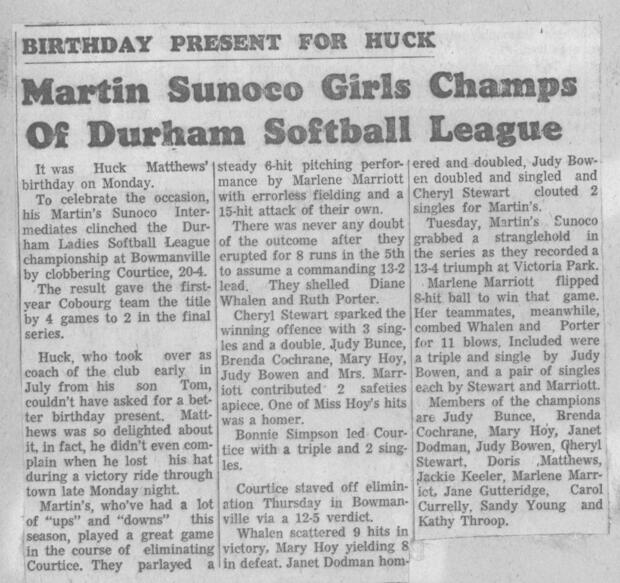 BIRTHDAY PRESENT FOR HUCK
Martin Sunoco Girls Champs
Of Durham Softball League
It was Huck Matthews'
birthday on Monday.
To celebrate the occasion,
his Martin's Sunoco Inter-
mediates clinched the Dur-
ham Ladies Softball League
championship at Bowmanville
by clobbering Courtice, 20-4.
The result gave the first-
year Cobourg team the title
by 4 games to 2 in the final
series.
Huck, who took over as
coach of the club early in
July from his son Tom,
couldn't have asked for a bet-
ter birthday present. Matt-
hews was so delighted about
it, in fact, he didn't even com-
plain when he lost his hat
during a victory ride through
town late Monday night.
Martin's, who've had a lot
of "ups" and "downs" this
season, played a great game
in the course of eliminating
Courtice. They parlayed a
steady 6-hit pitching perfor-
mance by Marlene Marriott
with errorless fielding and a
15-hit attack of their own.
There was never any doubt
of the outcome after they
erupted for 8 runs in the 5th
to assume a commanding 13-2
lead. They shelled Diane
Whalen and Ruth Porter.
Cheryl Stewart sparked the
winning offence with 3 sing-
les and a double. Judy Bunce,
Brenda Cochrane, Mary Hoy,
Judy Bowen and Mrs. Marr-
iott contributed 2 safeties
apiece. One of Miss Hoy's hits
was a homer.
Bonnie Simpson led Cour-
tice with a triple and 2 sing-
les.
Courtice staved off elimin-
ation Thursday in Bowman-
ville via a 12-5 verdict.
Whalen scattered 9 hits in
victory, Mary Hoy yielding 8
in defeat. Janet Dodman hom-
ered and doubled, Judy Bow-
en doubled and singled and
Cheryl Stewart clouted 2
singles for Martin's.
Tuesday, Martin's Sunoco
grabbed a stranglehold in
the series as they recorded a
13-4 triumph at Victoria Park.
Marlene Marriott flipped
8-hit ball to win that game.
Her teammates, meanwhile,
combed Whalen and Porter
for 11 blows. Included were
a triple and single by Judy
Bowen, and a pair of singles
each by Stewart and Marriott.
Members of the champions
are Judy Bunce, Brenda
Cochrane, Mary Hoy, Janet
Dodman, Judy Bowen, Cheryl
Stewart, Doris Matthews,
Jackie Keeler, Marlene Marr-
iot, Jane Gutteridge, Carol
Currelly, Sandy Young and
Kathy Throop.